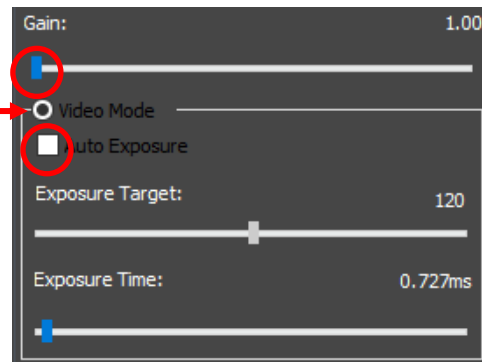 Gain: 1.00
Video Mode
Auto Exposure
Exposure Target: 120
Exposure Time: 0.727ms